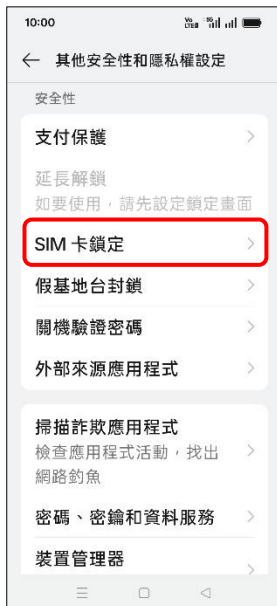 10:00
← 其他安全性和隱私權設定
安全性
支付保護
延長解鎖
如要使用，請先設定鎖定畫面
SIM 卡鎖定
假基地台封鎖
關機驗證密碼
外部來源應用程式
掃描詐欺應用程式
檢查應用程式活動，找出
網路釣魚
密碼、密鑰和資料服務
裝置管理器